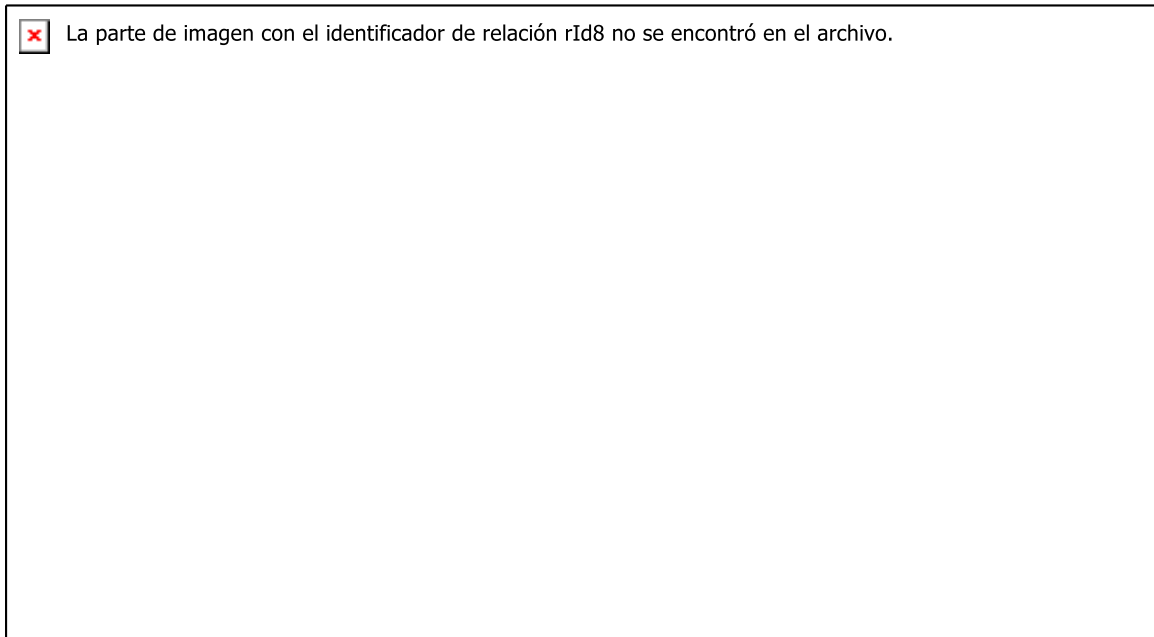 La parte de imagen con el identificador de relación rId8 no se encontró en el archivo.